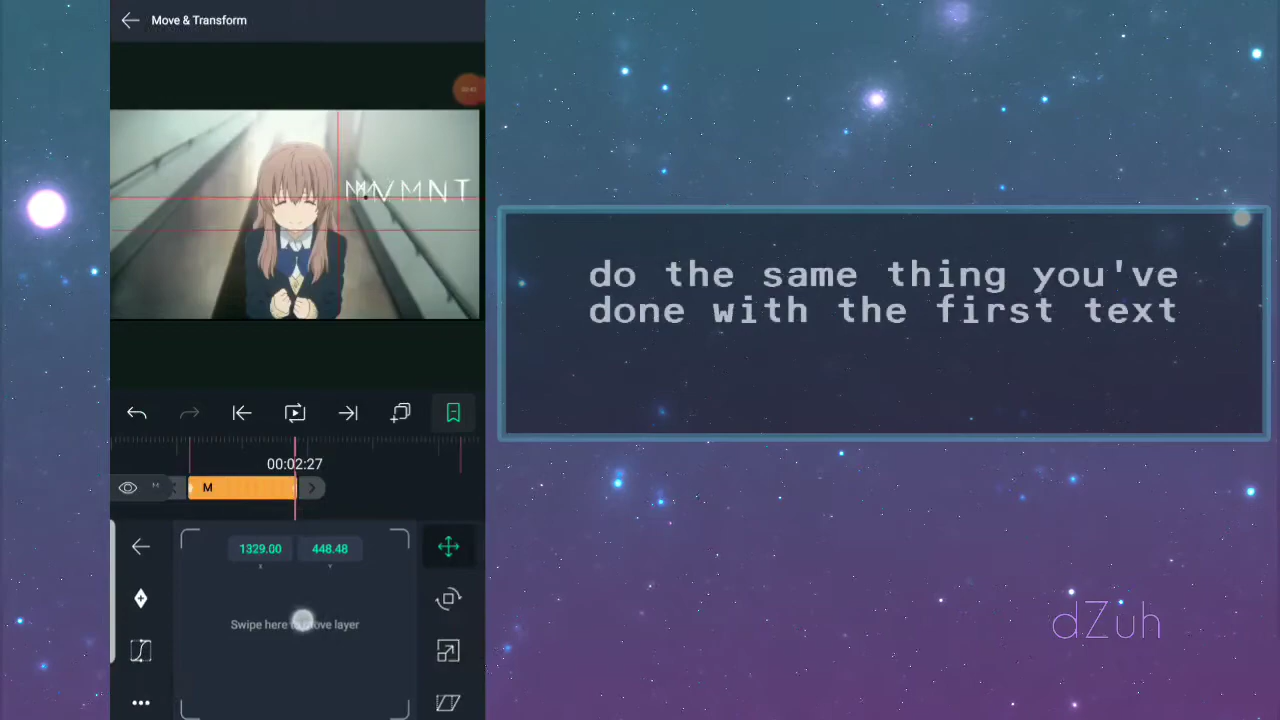 Move & Transform
MVMNT
do the same thing you've
done with the first text
00:02:27
M
M
1329.00
448.48
X
Y
Swipe here to move layer
dZuh